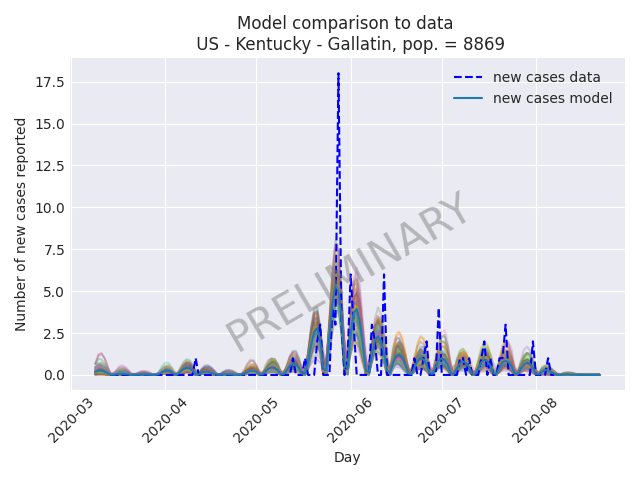 Model comparison to data
US - Kentucky - Gallatin, pop. = 8869
17.5
15.0
12.5
10.0
7.5
5.0
2.5
0.0
Number of new cases reported
new cases data
new cases model
PRELIMINARY
2020-03
2020-04
2020-05
2020-06
2020-07
2020-08
Day